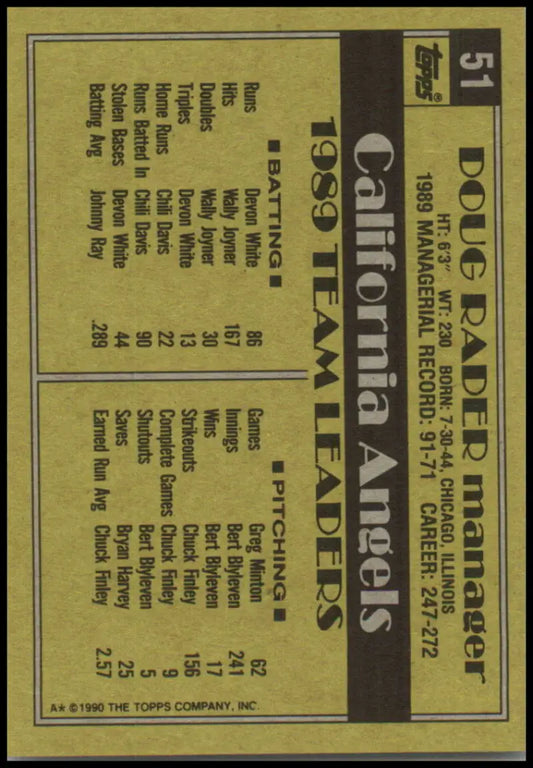 51
Topps®
DOUG RADER manager
HT: 6'3" WT: 230 BORN: 7-30-44, CHICAGO, ILLINOIS
1989 MANAGERIAL RECORD: 91-71 CAREER: 247-272
California Angels
1989 TEAM LEADERS
■ BATTING ■
Runs Devon White 86
Hits Wally Joyner 167
Doubles Wally Joyner 30
Triples Devon White 13
Home Runs Chili Davis 22
Runs Batted In Chili Davis 90
Stolen Bases Devon White 44
Batting Avg Johnny Ray .289
■ PITCHING ■
Games Greg Minton 62
Innings Bert Blyleven 241
Wins Bert Blyleven 17
Strikeouts Chuck Finley 156
Complete Games Chuck Finley 9
Shutouts Bert Blyleven 5
Saves Bryan Harvey 25
Earned Run Avg Chuck Finley 2.57
A* ©1990 THE TOPPS COMPANY, INC.